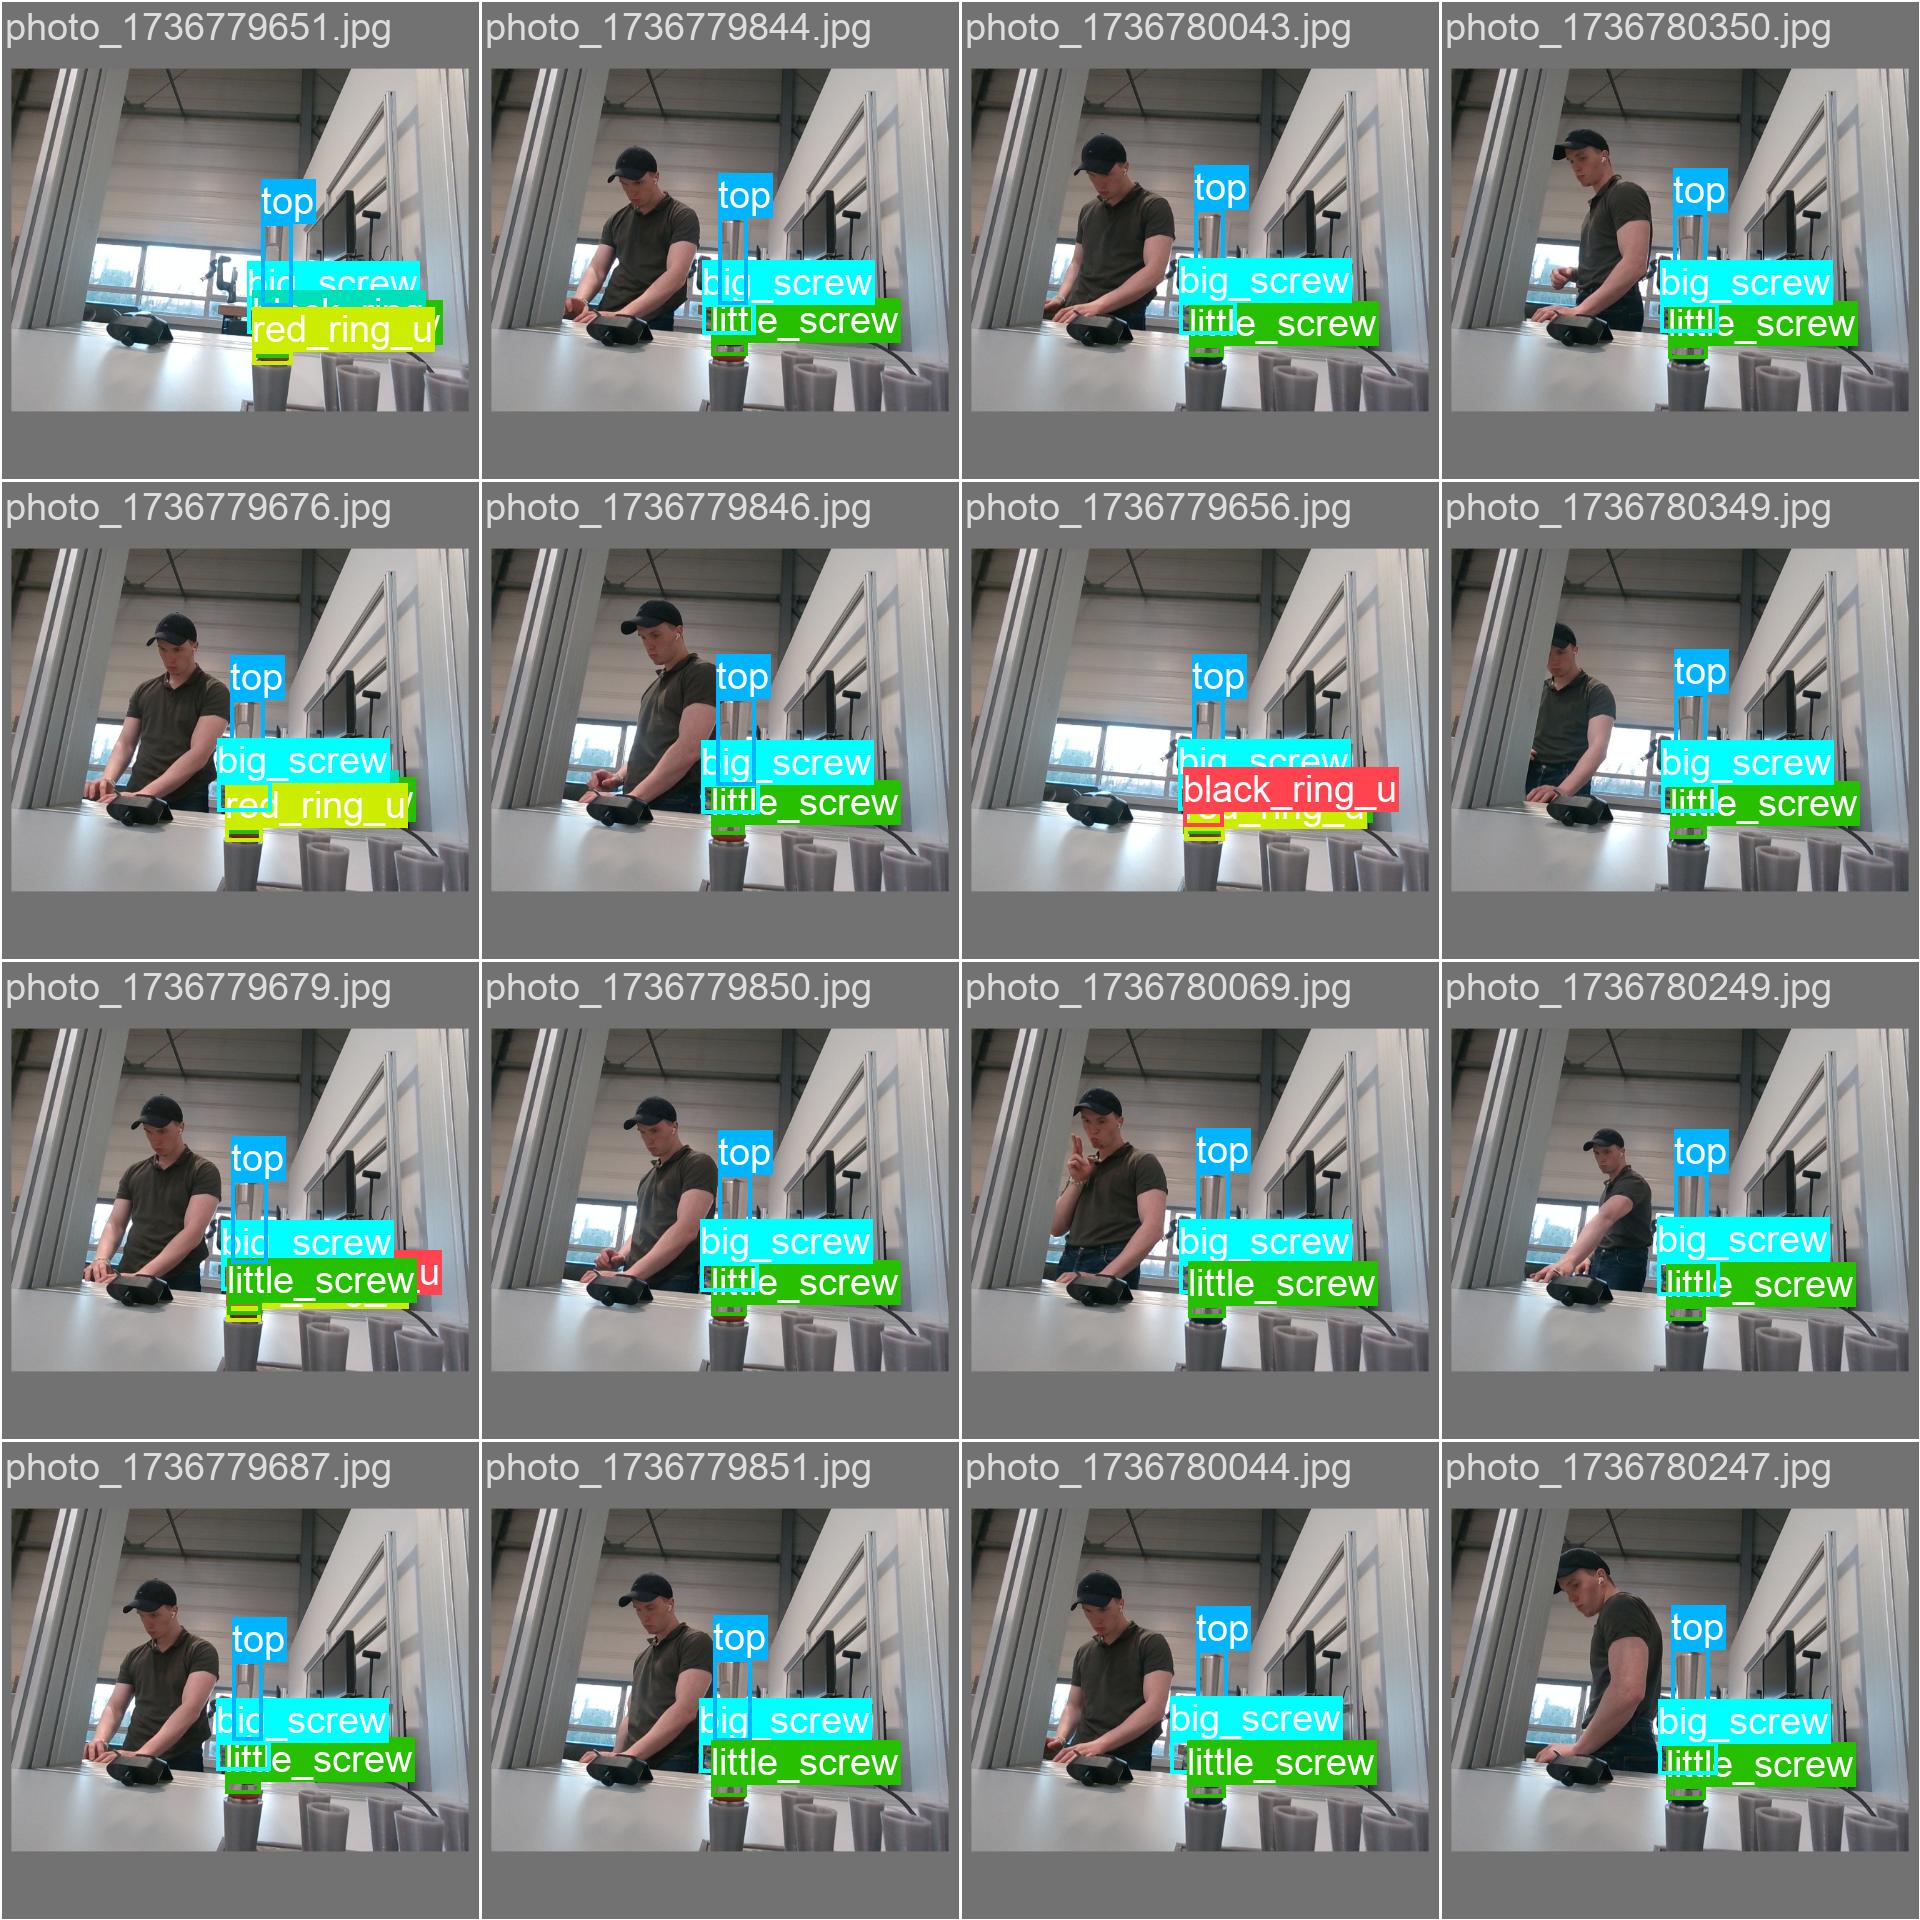 photo_1736779651.jpg
photo_1736779844.jpg
photo_1736780043.jpg
photo_1736780350.jpg
top
big_screw
red_ring_u
top
big_screw
little_screw
top
big_screw
little_screw
top
big_screw
little_screw
photo_1736779676.jpg
photo_1736779846.jpg
photo_1736779656.jpg
photo_1736780349.jpg
top
big_screw
red_ring_u
top
big_screw
little_screw
top
big_screw
black_ring_u
red_ring_u
top
big_screw
little_screw
photo_1736779679.jpg
photo_1736779850.jpg
photo_1736780069.jpg
photo_1736780249.jpg
top
big_screw
little_screw
u
top
big_screw
little_screw
top
big_screw
little_screw
top
big_screw
little_screw
photo_1736779687.jpg
photo_1736779851.jpg
photo_1736780044.jpg
photo_1736780247.jpg
top
big_screw
little_screw
top
big_screw
little_screw
top
big_screw
little_screw
top
big_screw
little_screw